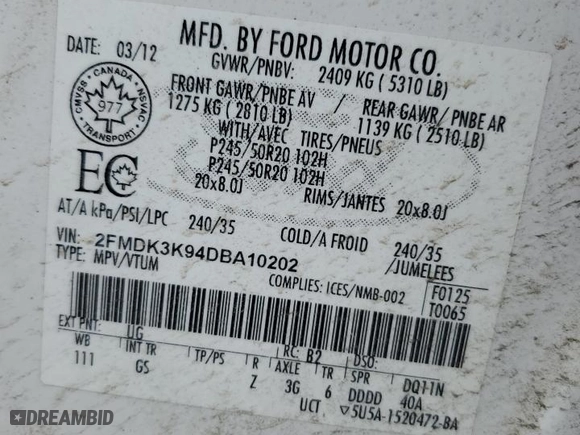 MFD. BY FORD MOTOR CO.
DATE: 03/12
GVWR/PNBV: 2409 KG ( 5310 LB)
FRONT GAWR/PNBE AV / REAR GAWR/ PNBE AR
1275 KG ( 2810 LB) 1139 KG ( 2510 LB)
WITH/AVEC TIRES/PNEUS
P245/50R20 102H
P245/50R20 102H
20x8.0J RIMS/JANTES 20x8.0J
CMVSS - CANADA - NSVAC
977
TRANSPORT
EC
AT/A kPa/PSI/LPC 240/35 COLD/A FROID 240/35
/JUMELEES
VIN: 2FMDK3K94DBA10202
TYPE: MPV/VTUM
COMPLIES: ICES/NMB-002
F0125
T0065
EXT PNT: UG RC: B2 DSO:
WB INT TR TP/PS R AXLE TR SPR DQ11N
111 GS Z 3G 6 DDDD 40A
UCT 5U5A-1520472-BA
DREAMBID